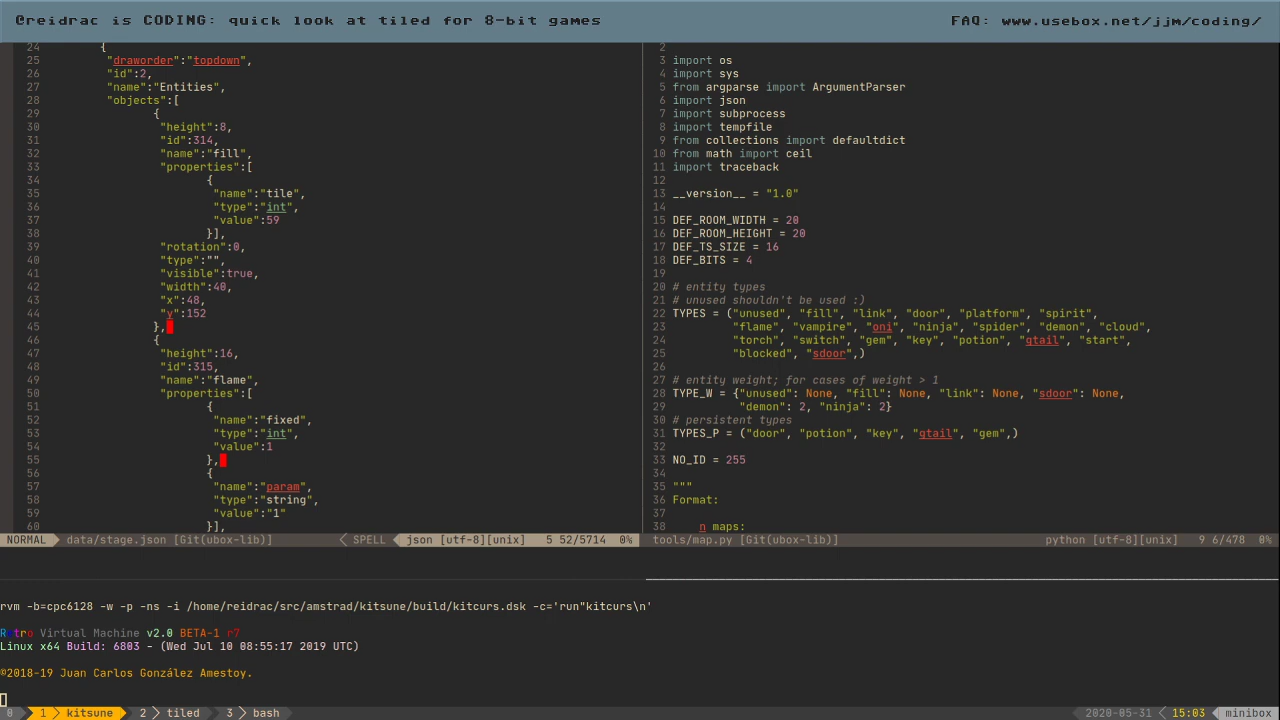 @reidrac is CODING: quick look at tiled for 8-bit games
FAQ: www.usebox.net/jjm/coding/
24 {
25 "draworder":"topdown",
26 "id":2,
27 "name":"Entities",
28 "objects":[
29 {
30 "height":8,
31 "id":314,
32 "name":"fill",
33 "properties":[
34 {
35 "name":"tile",
36 "type":"int",
37 "value":59
38 }],
39 "rotation":0,
40 "type":"",
41 "visible":true,
42 "width":40,
43 "x":48,
44 "y":152
45 },
46 {
47 "height":16,
48 "id":315,
49 "name":"flame",
50 "properties":[
51 {
52 "name":"fixed",
53 "type":"int",
54 "value":1
55 },
56 {
57 "name":"param",
58 "type":"string",
59 "value":"1"
60 }],
NORMAL data/stage.json [Git(ubox-lib)] SPELL json [utf-8][unix] 5 52/5714 0%
2
3 import os
4 import sys
5 from argparse import ArgumentParser
6 import json
7 import subprocess
8 import tempfile
9 from collections import defaultdict
10 from math import ceil
11 import traceback
12
13 __version__ = "1.0"
14
15 DEF_ROOM_WIDTH = 20
16 DEF_ROOM_HEIGHT = 20
17 DEF_TS_SIZE = 16
18 DEF_BITS = 4
19
20 # entity types
21 # unused shouldn't be used :)
22 TYPES = ("unused", "fill", "link", "door", "platform", "spirit",
23 "flame", "vampire", "oni", "ninja", "spider", "demon", "cloud",
24 "torch", "switch", "gem", "key", "potion", "qtail", "start",
25 "blocked", "sdoor",)
26
27 # entity weight; for cases of weight > 1
28 TYPE_W = {"unused": None, "fill": None, "link": None, "sdoor": None,
29 "demon": 2, "ninja": 2}
30 # persistent types
31 TYPES_P = ("door", "potion", "key", "qtail", "gem",)
32
33 NO_ID = 255
34
35 """
36 Format:
37
38 n maps:
tools/map.py [Git(ubox-lib)] python [utf-8][unix] 9 6/478 0%
rvm -b=cpc6128 -w -p -ns -i /home/reidrac/src/amstrad/kitsune/build/kitcurs.dsk -c='run"kitcurs\n'
Retro Virtual Machine v2.0 BETA-1 r7
Linux x64 Build: 6803 - (Wed Jul 10 08:55:17 2019 UTC)
©2018-19 Juan Carlos González Amestoy.
0 1 > kitsune 2 > tiled 3 > bash 2020-05-31 < 15:03 minibox